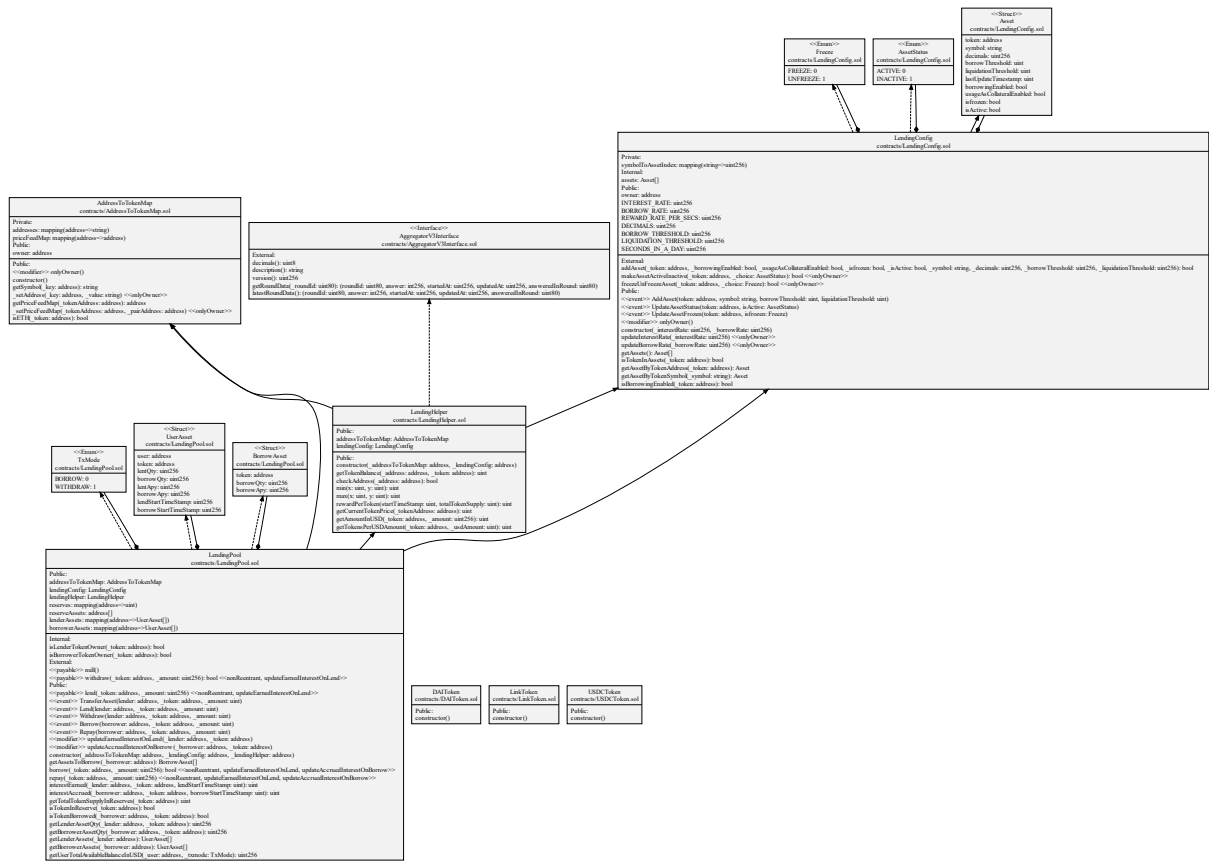 <<Struct>>
Asset
contracts/LendingConfig.sol
token: address
symbol: string
decimals: uint256
borrowThreshold: uint
liquidationThreshold: uint
lastUpdateTimestamp: uint
borrowingEnabled: bool
usageAsCollateralEnabled: bool
isfrozen: bool
isActive: bool
<<Enum>>
Freeze
contracts/LendingConfig.sol
FREEZE: 0
UNFREEZE: 1
<<Enum>>
AssetStatus
contracts/LendingConfig.sol
ACTIVE: 0
INACTIVE: 1
LendingConfig
contracts/LendingConfig.sol
Private:
symbolToAssetIndex: mapping(string=>uint256)
Internal:
assets: Asset[]
Public:
owner: address
INTEREST_RATE: uint256
BORROW_RATE: uint256
REWARD_RATE_PER_SECS: uint256
DECIMALS: uint256
BORROW_THRESHOLD: uint256
LIQUIDATION_THRESHOLD: uint256
SECONDS_IN_A_DAY: uint256
External:
addAsset(_token: address, _borrowingEnabled: bool, _usageAsCollateralEnabled: bool, _isfrozen: bool, _isActive: bool, _symbol: string, _decimals: uint256, _borrowThreshold: uint256, _liquidationThreshold: uint256): bool
makeAssetActiveInactive(_token: address, _choice: AssetStatus): bool <<onlyOwner>>
freezeUnFreezeAsset(_token: address, _choice: Freeze): bool <<onlyOwner>>
Public:
<<event>> AddAsset(token: address, symbol: string, borrowThreshold: uint, liquidationThreshold: uint)
<<event>> UpdateAssetStatus(token: address, isActive: AssetStatus)
<<event>> UpdateAssetFrozen(token: address, isfrozen: Freeze)
<<modifier>> onlyOwner()
constructor(_interestRate: uint256, _borrowRate: uint256)
updateInterestRate(_interestRate: uint256) <<onlyOwner>>
updateBorrowRate(_borrowRate: uint256) <<onlyOwner>>
getAssets(): Asset[]
isTokenInAssets(_token: address): bool
getAssetByTokenAddress(_token: address): Asset
getAssetByTokenSymbol(_symbol: string): Asset
isBorrowingEnabled(_token: address): bool
AddressToTokenMap
contracts/AddressToTokenMap.sol
Private:
addresses: mapping(address=>string)
priceFeedMap: mapping(address=>address)
Public:
owner: address
Public:
<<modifier>> onlyOwner()
constructor()
getSymbol(_key: address): string
_setAddress(_key: address, _value: string) <<onlyOwner>>
getPriceFeedMap(_tokenAddress: address): address
_setPriceFeedMap(_tokenAddress: address, _pairAddress: address) <<onlyOwner>>
isETH(_token: address): bool
<<Interface>>
AggregatorV3Interface
contracts/AggregatorV3Interface.sol
External:
decimals(): uint8
description(): string
version(): uint256
getRoundData(_roundId: uint80): (roundId: uint80, answer: int256, startedAt: uint256, updatedAt: uint256, answeredInRound: uint80)
latestRoundData(): (roundId: uint80, answer: int256, startedAt: uint256, updatedAt: uint256, answeredInRound: uint80)
LendingHelper
contracts/LendingHelper.sol
Public:
addressToTokenMap: AddressToTokenMap
lendingConfig: LendingConfig
Public:
constructor(_addressToTokenMap: address, _lendingConfig: address)
getTokenBalance(_address: address, _token: address): uint
checkAddress(_address: address): bool
min(x: uint, y: uint): uint
max(x: uint, y: uint): uint
rewardPerToken(startTimeStamp: uint, totalTokenSupply: uint): uint
getCurrentTokenPrice(_tokenAddress: address): uint
getAmountInUSD(_token: address, _amount: uint256): uint
getTokensPerUSDAmount(_token: address, _usdAmount: uint): uint
<<Enum>>
TxMode
contracts/LendingPool.sol
BORROW: 0
WITHDRAW: 1
<<Struct>>
UserAsset
contracts/LendingPool.sol
user: address
token: address
lentQty: uint256
borrowQty: uint256
lentApy: uint256
borrowApy: uint256
lendStartTimeStamp: uint256
borrowStartTimeStamp: uint256
<<Struct>>
BorrowAsset
contracts/LendingPool.sol
token: address
borrowQty: uint256
borrowApy: uint256
LendingPool
contracts/LendingPool.sol
Public:
addressToTokenMap: AddressToTokenMap
lendingConfig: LendingConfig
lendingHelper: LendingHelper
reserves: mapping(address=>uint)
reserveAssets: address[]
lenderAssets: mapping(address=>UserAsset[])
borrowerAssets: mapping(address=>UserAsset[])
Internal:
isLenderTokenOwner(_token: address): bool
isBorrowerTokenOwner(_token: address): bool
External:
<<payable>> null()
<<payable>> withdraw(_token: address, _amount: uint256): bool <<nonReentrant, updateEarnedInterestOnLend>>
Public:
<<payable>> lend(_token: address, _amount: uint256) <<nonReentrant, updateEarnedInterestOnLend>>
<<event>> TransferAsset(lender: address, _token: address, _amount: uint)
<<event>> Lend(lender: address, _token: address, _amount: uint)
<<event>> Withdraw(lender: address, _token: address, _amount: uint)
<<event>> Borrow(borrower: address, _token: address, _amount: uint)
<<event>> Repay(borrower: address, _token: address, _amount: uint)
<<modifier>> updateEarnedInterestOnLend(_lender: address, _token: address)
<<modifier>> updateAccruedInterestOnBorrow(_borrower: address, _token: address)
constructor(_addressToTokenMap: address, _lendingConfig: address, _lendingHelper: address)
getAssetsToBorrow(_borrower: address): BorrowAsset[]
borrow(_token: address, _amount: uint256): bool <<nonReentrant, updateEarnedInterestOnLend, updateAccruedInterestOnBorrow>>
repay(_token: address, _amount: uint256) <<nonReentrant, updateEarnedInterestOnLend, updateAccruedInterestOnBorrow>>
interestEarned(_lender: address, _token: address, lendStartTimeStamp: uint): uint
interestAccrued(_borrower: address, _token: address, borrowStartTimeStamp: uint): uint
getTotalTokenSupplyInReserves(_token: address): uint
isTokenInReserve(_token: address): bool
isTokenBorrowed(_borrower: address, _token: address): bool
getLenderAssetQty(_lender: address, _token: address): uint256
getBorrowerAssetQty(_borrower: address, _token: address): uint256
getLenderAssets(_lender: address): UserAsset[]
getBorrowerAssets(_borrower: address): UserAsset[]
getUserTotalAvailableBalanceInUSD(_user: address, _txmode: TxMode): uint256
DAIToken
contracts/DAIToken.sol
Public:
constructor()
LinkToken
contracts/LinkToken.sol
Public:
constructor()
USDCToken
contracts/USDCToken.sol
Public:
constructor()